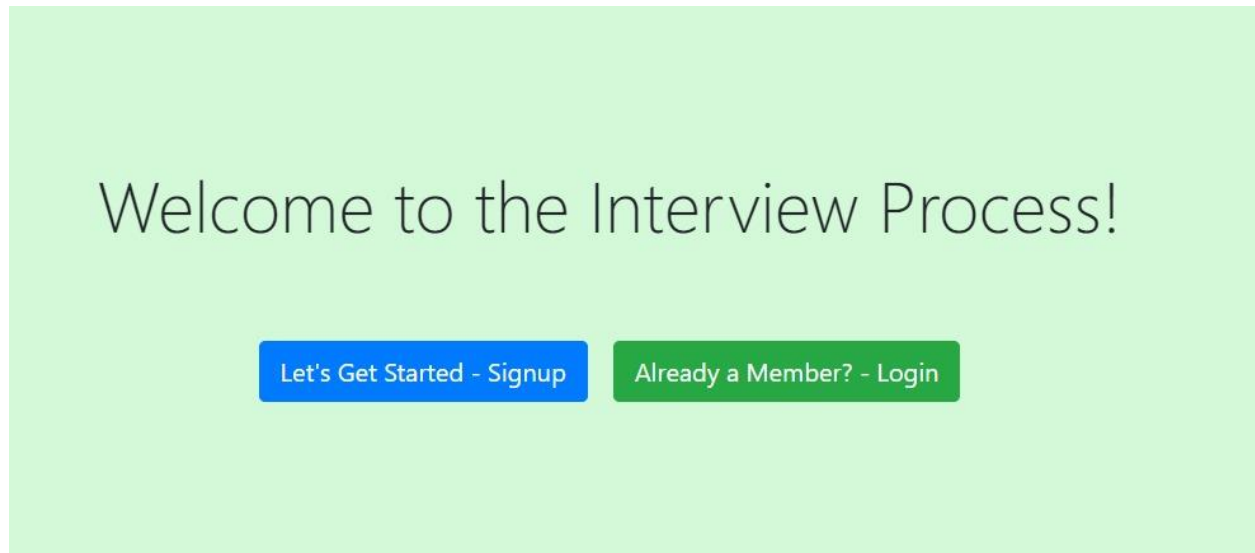 Welcome to the Interview Process!
Let's Get Started - Signup
Already a Member? - Login